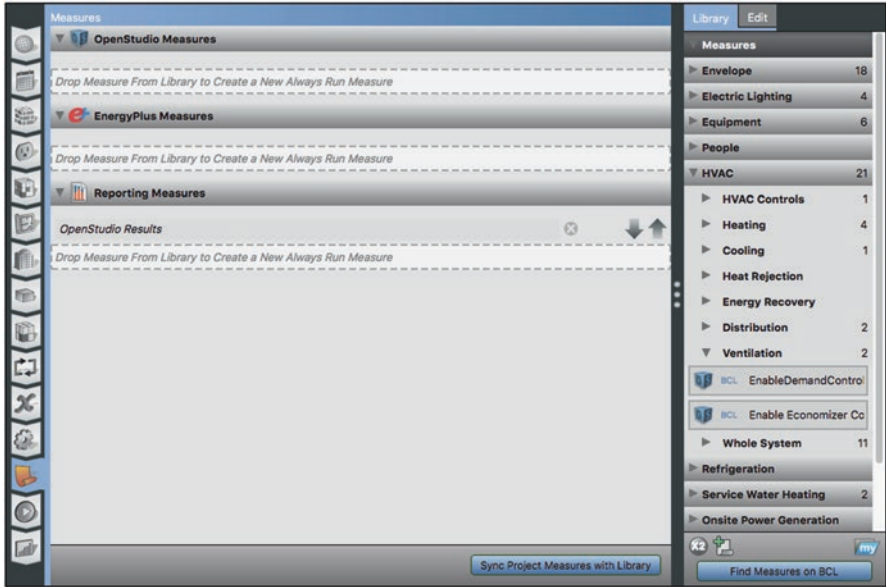 Measures
OpenStudio Measures
Drop Measure From Library to Create a New Always Run Measure
EnergyPlus Measures
Drop Measure From Library to Create a New Always Run Measure
Reporting Measures
OpenStudio Results
Drop Measure From Library to Create a New Always Run Measure
Sync Project Measures with Library
Library Edit
Measures
Envelope 18
Electric Lighting 4
Equipment 6
People
HVAC 21
HVAC Controls 1
Heating 4
Cooling 1
Heat Rejection
Energy Recovery
Distribution 2
Ventilation 2
BCL EnableDemandControl
BCL Enable Economizer Co
Whole System 11
Refrigeration
Service Water Heating 2
Onsite Power Generation
x2 my
Find Measures on BCL